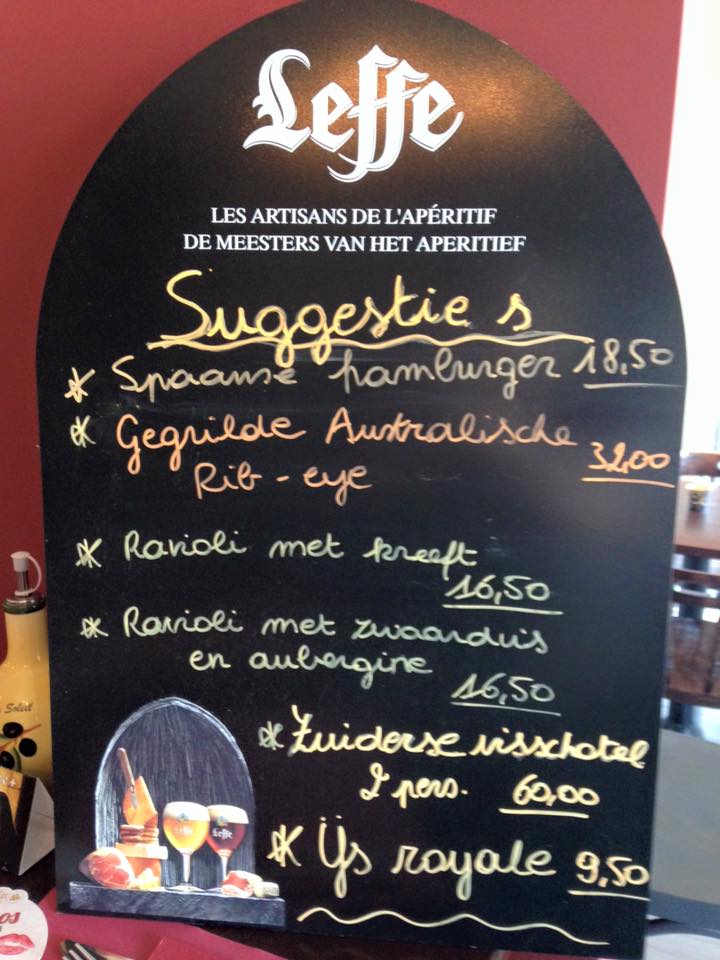 Leffe
LES ARTISANS DE L'APÉRITIF
DE MEESTERS VAN HET APERITIEF
Suggesties
* Spaanse hamburger 18,50
* Gegrilde Australische
Rib-eye 32,00
* Ravioli met kreeft
16,50
* Ravioli met zwaardvis
en aubergine
16,50
* Zuiderse visschotel
2 pers. 60,00
* Ijs royale 9,50
Leffe
Soleil